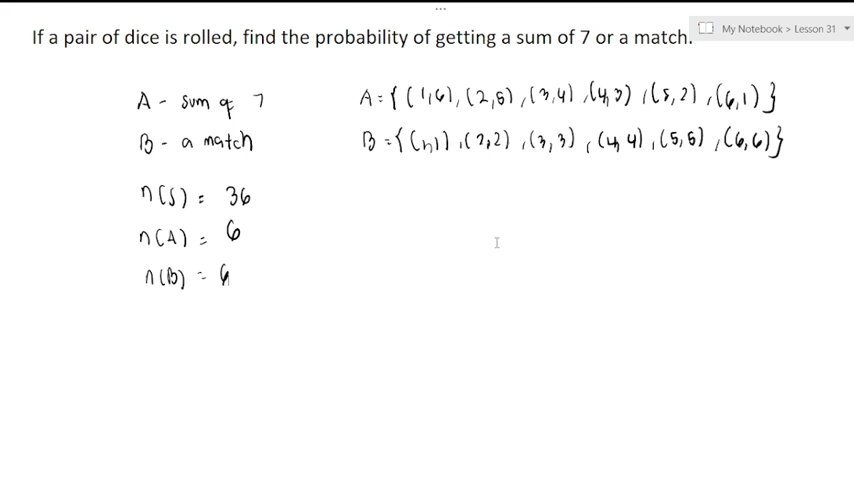 If a pair of dice is rolled, find the probability of getting a sum of 7 or a match.
My Notebook > Lesson 31
A - sum of 7
A = { (1,6), (2,5), (3,4), (4,3), (5,2), (6,1) }
B - a match
B = { (1,1), (2,2), (3,3), (4,4), (5,5), (6,6) }
n(S) = 36
n(A) = 6
n(B) = 6